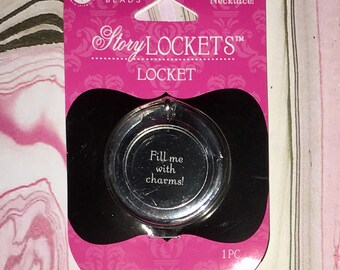 BEADS
Necklace!
Story LOCKETS™
LOCKET
Fill me
with
charms!
1 PC.